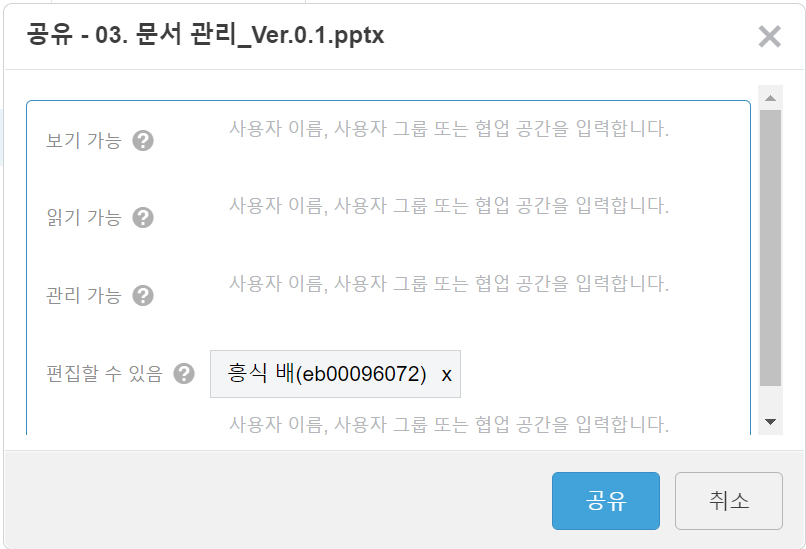 공유 - 03. 문서 관리_Ver.0.1.pptx
보기 가능 ? 사용자 이름, 사용자 그룹 또는 협업 공간을 입력합니다.
읽기 가능 ? 사용자 이름, 사용자 그룹 또는 협업 공간을 입력합니다.
관리 가능 ? 사용자 이름, 사용자 그룹 또는 협업 공간을 입력합니다.
편집할 수 있음 ? 흥식 배(eb00096072) x
사용자 이름, 사용자 그룹 또는 협업 공간을 입력합니다.
공유 취소